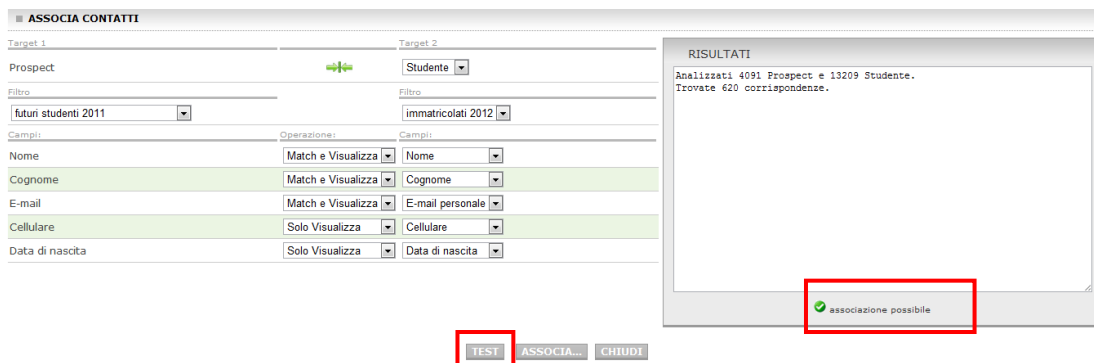 ASSOCIA CONTATTI
Target 1 Target 2
Prospect Studente
Filtro Filtro
futuri studenti 2011 immatricolati 2012
Campi: Operazione: Campi:
Nome Match e Visualizza Nome
Cognome Match e Visualizza Cognome
E-mail Match e Visualizza E-mail personale
Cellulare Solo Visualizza Cellulare
Data di nascita Solo Visualizza Data di nascita
RISULTATI
Analizzati 4091 Prospect e 13209 Studente.
Trovate 620 corrispondenze.
associazione possibile
TEST ASSOCIA... CHIUDI